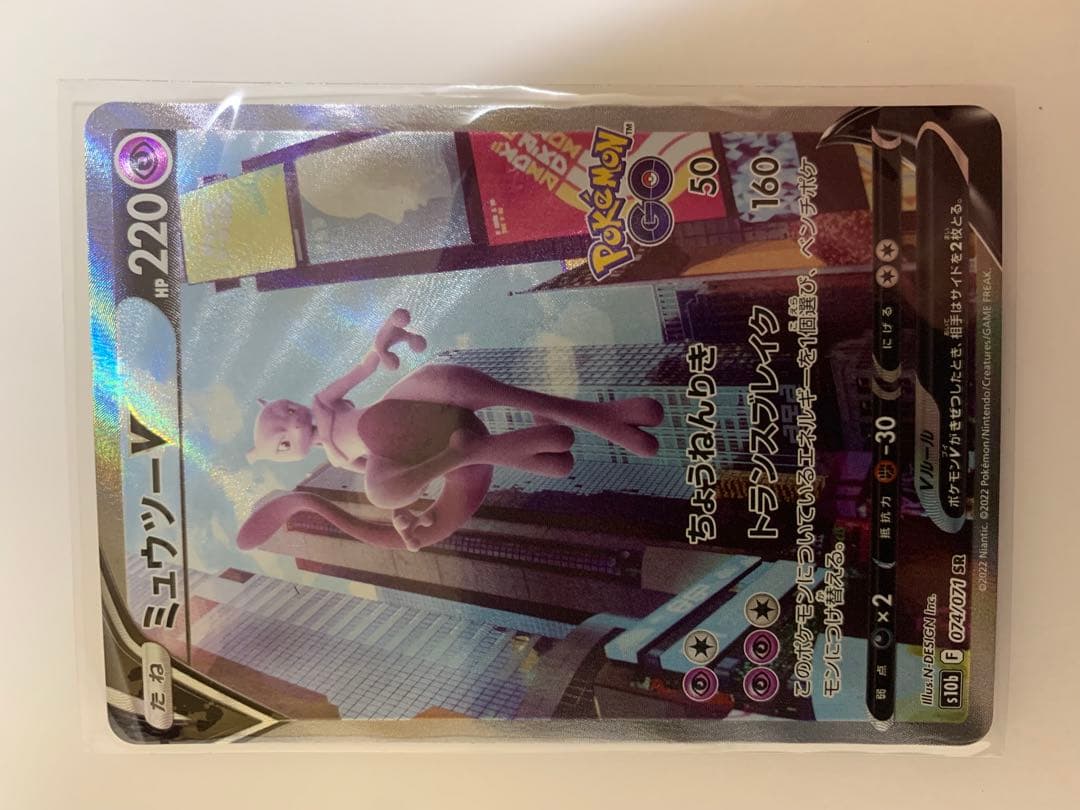 たね
ミュウツーV
HP 220
POKÉMON™
GO
ちょうねんりき 50
トランスブレイク 160
このポケモンについているエネルギーを1個選び、ベンチポケ
モンにつけ替える。
弱点 ×2 抵抗力 -30 にげる
Illus. N-DESIGN Inc.
s10b F 074/071 SR
Vルール
ポケモンVがきぜつしたとき、相手はサイドを2枚とる。
©2022 Niantic. ©2022 Pokémon/Nintendo/Creatures/GAME FREAK.